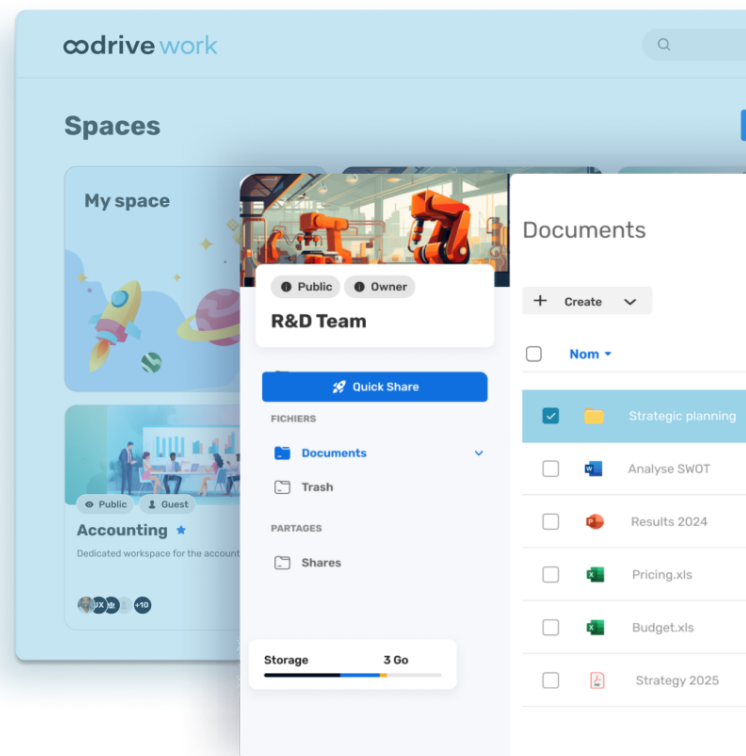 oodrive work
Spaces
My space
Public Guest
Accounting
Dedicated workspace for the account
UX +10
Public Owner
R&D Team
Quick Share
FICHIERS
Documents
Trash
PARTAGES
Shares
Storage 3 Go
Documents
Create
Nom
Strategic planning
Analyse SWOT
Results 2024
Pricing.xls
Budget.xls
Strategy 2025